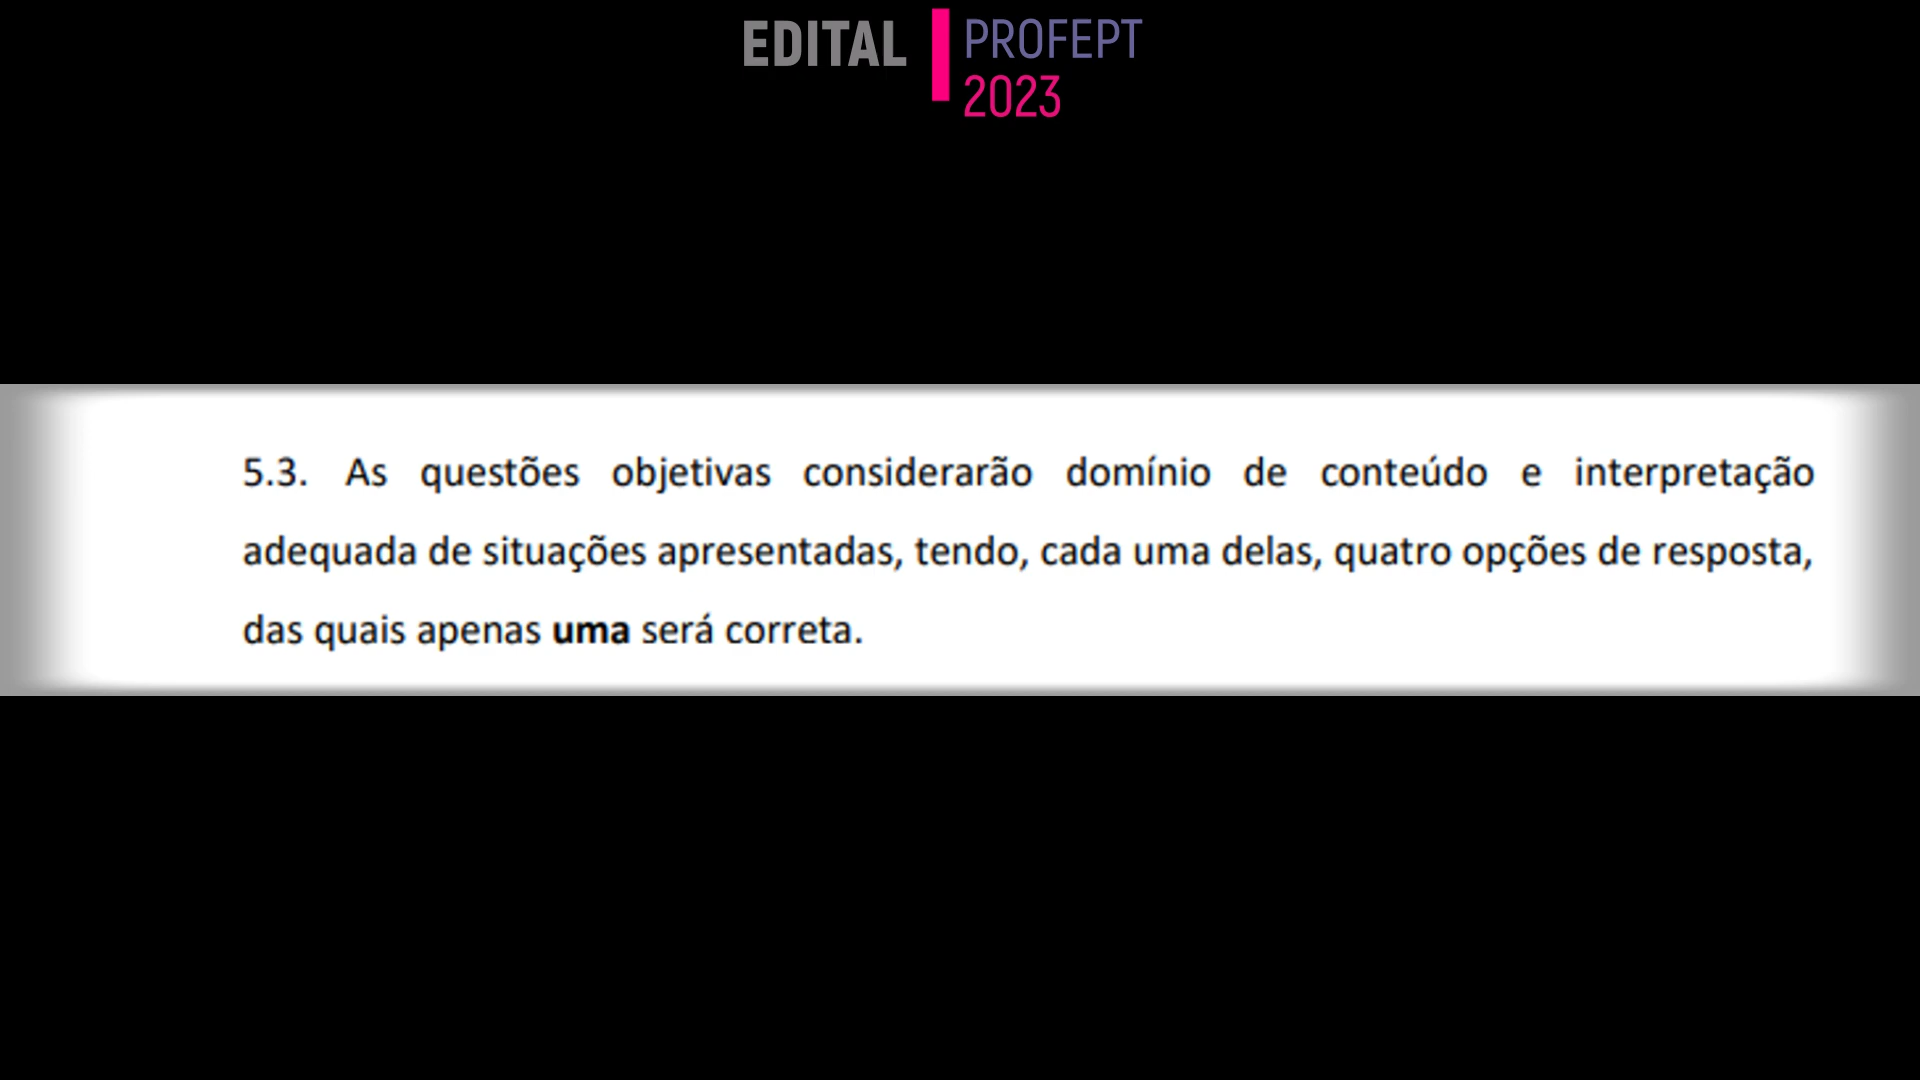 EDITAL
PROFEPT
2023
5.3. As questões objetivas considerarão domínio de conteúdo e interpretação
adequada de situações apresentadas, tendo, cada uma delas, quatro opções de resposta,
das quais apenas uma será correta.